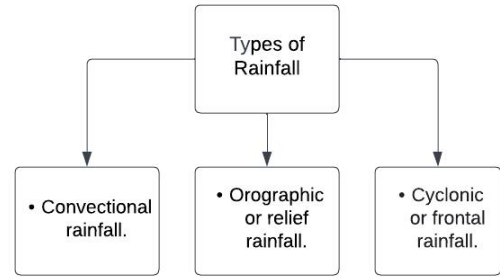 Types of
Rainfall
• Convectional
rainfall.
• Orographic
or relief
rainfall.
• Cyclonic
or frontal
rainfall.